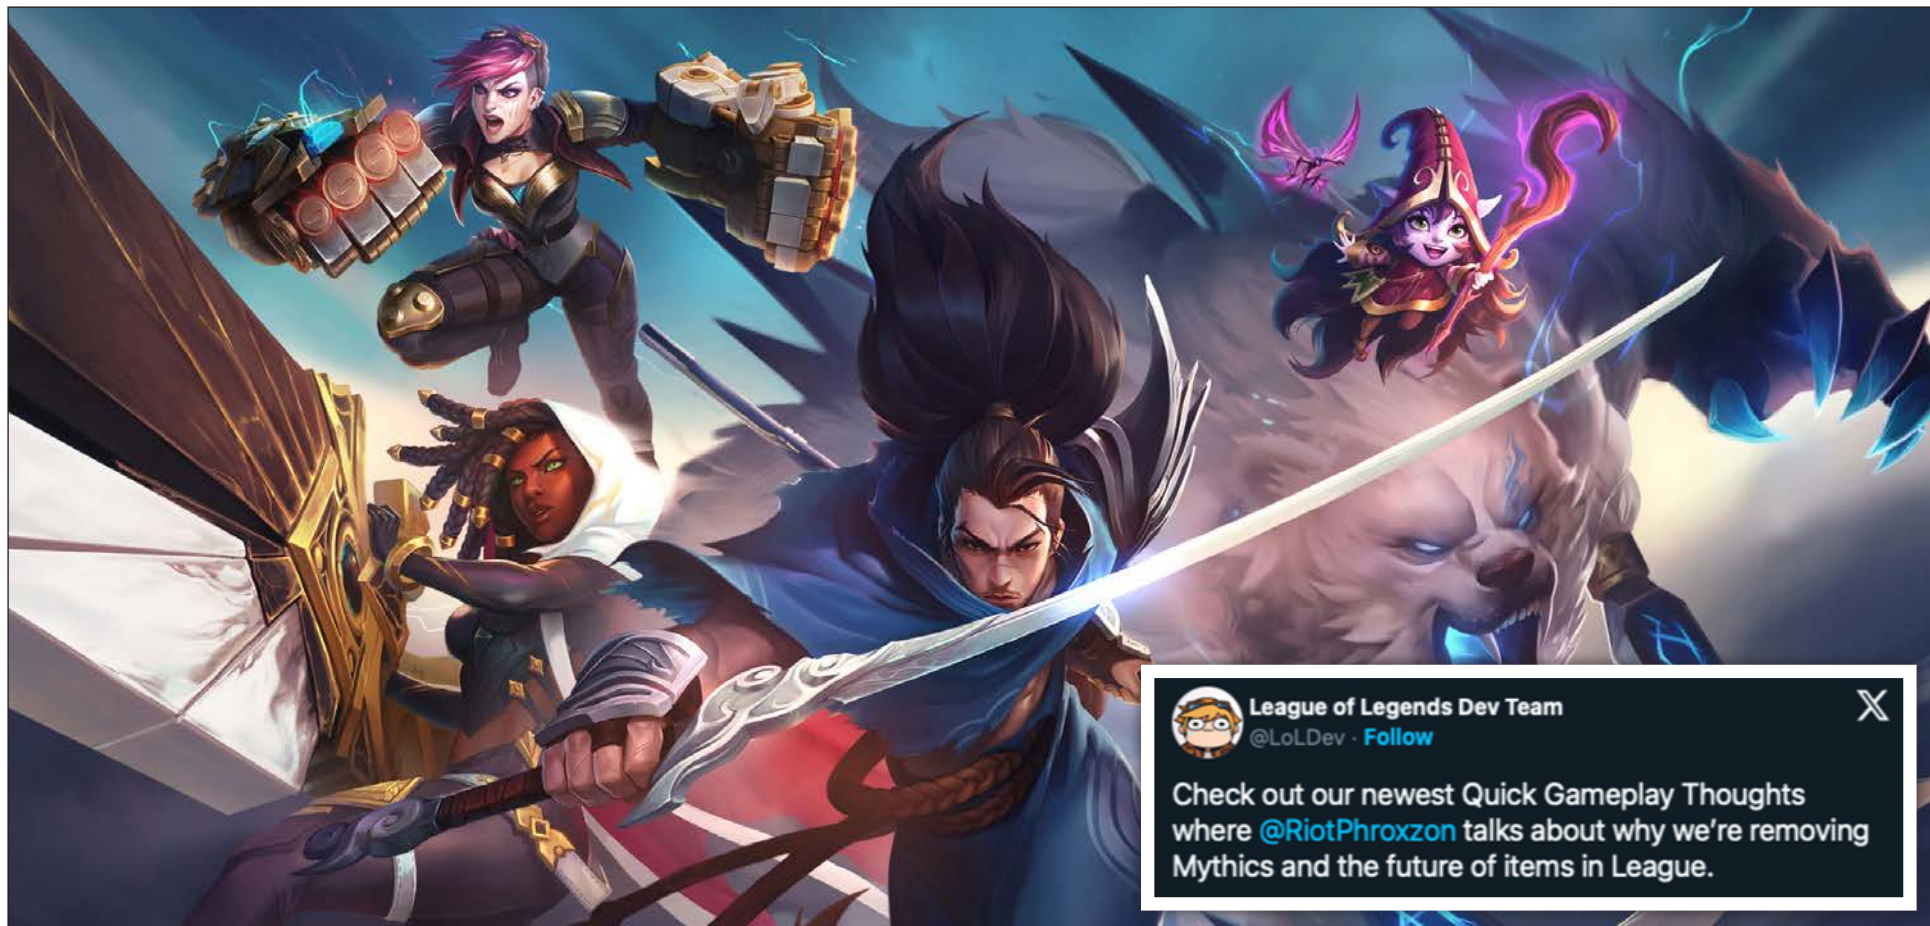 League of Legends Dev Team
@LoLDev · Follow
Check out our newest Quick Gameplay Thoughts
where @RiotPhroxzon talks about why we're removing
Mythics and the future of items in League.